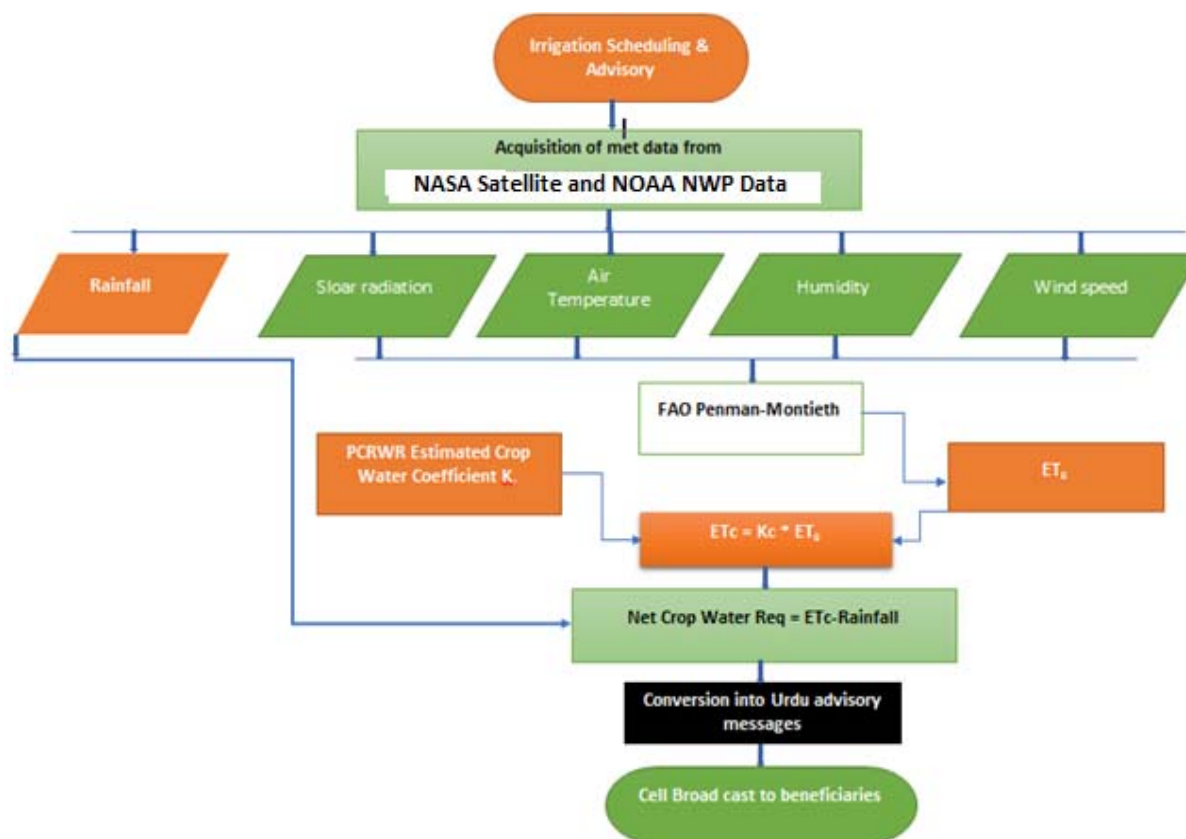 Irrigation Scheduling &
Advisory
Acquisition of met data from
NASA Satellite and NOAA NWP Data
Rainfall
Sloar radiation
Air
Temperature
Humidity
Wind speed
FAO Penman-Montieth
PCRWR Estimated Crop
Water Coefficient K
ET₀
ETc = Kc * ET₀
Net Crop Water Req = ETc-Rainfall
Conversion into Urdu advisory
messages
Cell Broad cast to beneficiaries